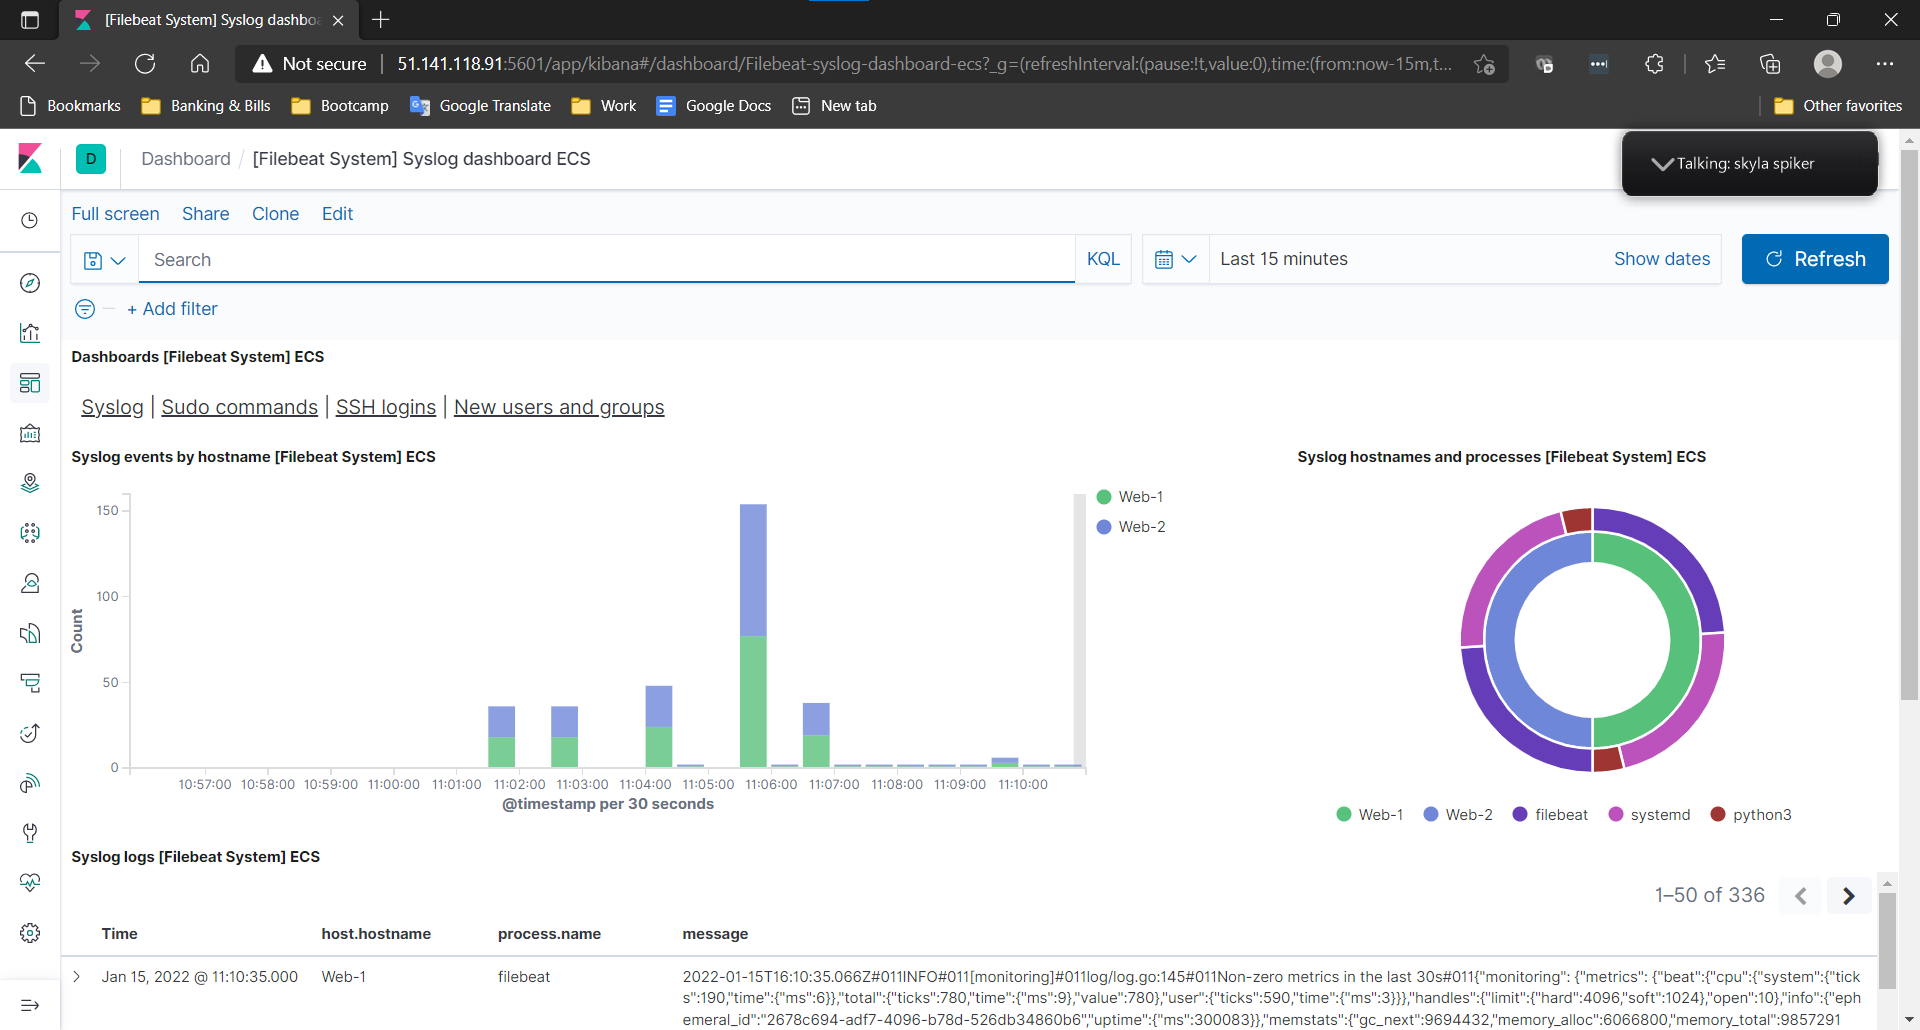 [Filebeat System] Syslog dashbo
Not secure 51.141.118.91:5601/app/kibana#/dashboard/Filebeat-syslog-dashboard-ecs?_g=(refreshInterval:(pause:!t,value:0),time:(from:now-15m,t...
Bookmarks Banking & Bills Bootcamp Google Translate Work Google Docs New tab Other favorites
D Dashboard / [Filebeat System] Syslog dashboard ECS
Talking: skyla spiker
Full screen Share Clone Edit
Search KQL Last 15 minutes Show dates Refresh
+ Add filter
Dashboards [Filebeat System] ECS
Syslog | Sudo commands | SSH logins | New users and groups
Syslog events by hostname [Filebeat System] ECS
150
100
50
0
Count
10:57:00 10:58:00 10:59:00 11:00:00 11:01:00 11:02:00 11:03:00 11:04:00 11:05:00 11:06:00 11:07:00 11:08:00 11:09:00 11:10:00
@timestamp per 30 seconds
Web-1
Web-2
Syslog hostnames and processes [Filebeat System] ECS
Web-1 Web-2 filebeat systemd python3
Syslog logs [Filebeat System] ECS
1–50 of 336
Time host.hostname process.name message
Jan 15, 2022 @ 11:10:35.000 Web-1 filebeat 2022-01-15T16:10:35.066Z#011INFO#011[monitoring]#011log/log.go:145#011Non-zero metrics in the last 30s#011{"monitoring": {"metrics": {"beat":{"cpu":{"system":{"tick
s":190,"time":{"ms":6}},"total":{"ticks":780,"time":{"ms":9},"value":780},"user":{"ticks":590,"time":{"ms":3}}},"handles":{"limit":{"hard":4096,"soft":1024},"open":10},"info":{"eph
emeral_id":"2678c694-adf7-4096-b78d-526db34860b6","uptime":{"ms":300083}},"memstats":{"gc_next":9694432,"memory_alloc":6066800,"memory_total":9857291